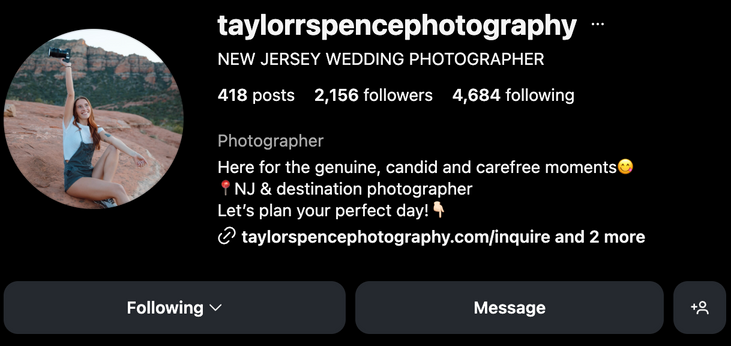 taylorrspencephotography ...
NEW JERSEY WEDDING PHOTOGRAPHER
418 posts 2,156 followers 4,684 following
Photographer
Here for the genuine, candid and carefree moments😋
📍NJ & destination photographer
Let’s plan your perfect day!👇🏻
taylorspencephotography.com/inquire and 2 more
Following Message